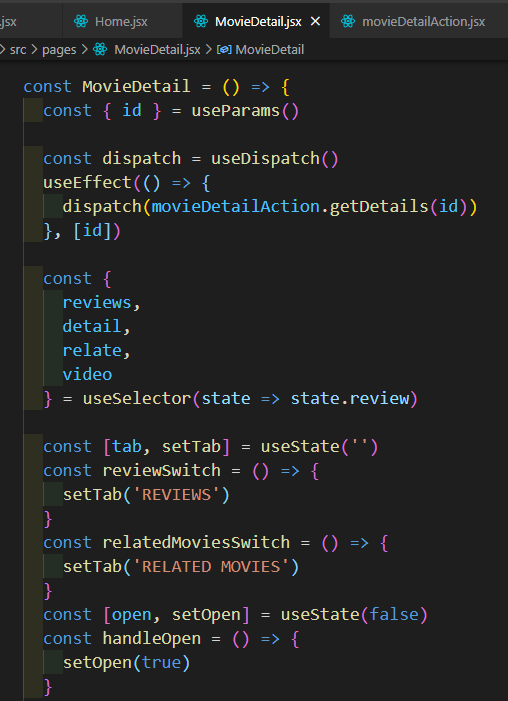 .jsx Home.jsx MovieDetail.jsx × movieDetailAction.jsx
> src > pages > MovieDetail.jsx > MovieDetail
const MovieDetail = () => {
  const { id } = useParams()

  const dispatch = useDispatch()
  useEffect(() => {
    dispatch(movieDetailAction.getDetails(id))
  }, [id])

  const {
    reviews,
    detail,
    relate,
    video
  } = useSelector(state => state.review)

  const [tab, setTab] = useState('')
  const reviewSwitch = () => {
    setTab('REVIEWS')
  }
  const relatedMoviesSwitch = () => {
    setTab('RELATED MOVIES')
  }
  const [open, setOpen] = useState(false)
  const handleOpen = () => {
    setOpen(true)
  }